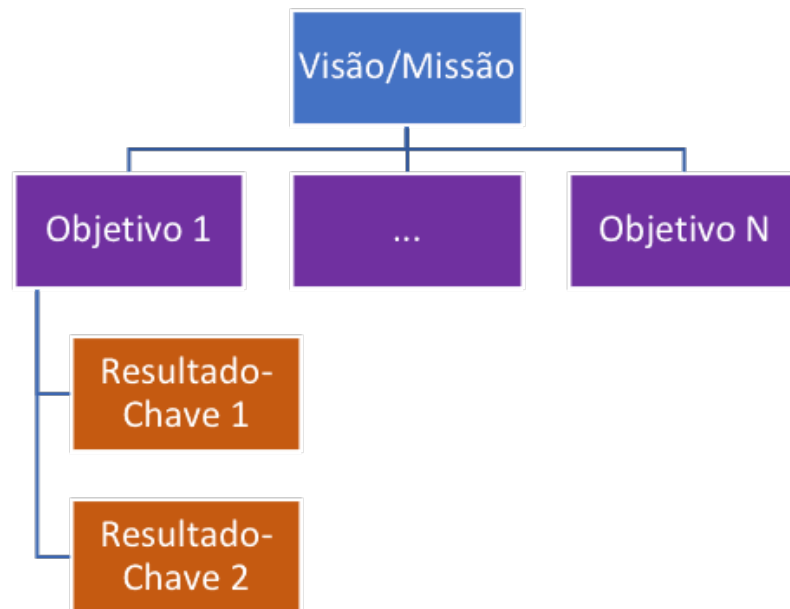 Visão/Missão
Objetivo 1
...
Objetivo N
Resultado-
Chave 1
Resultado-
Chave 2